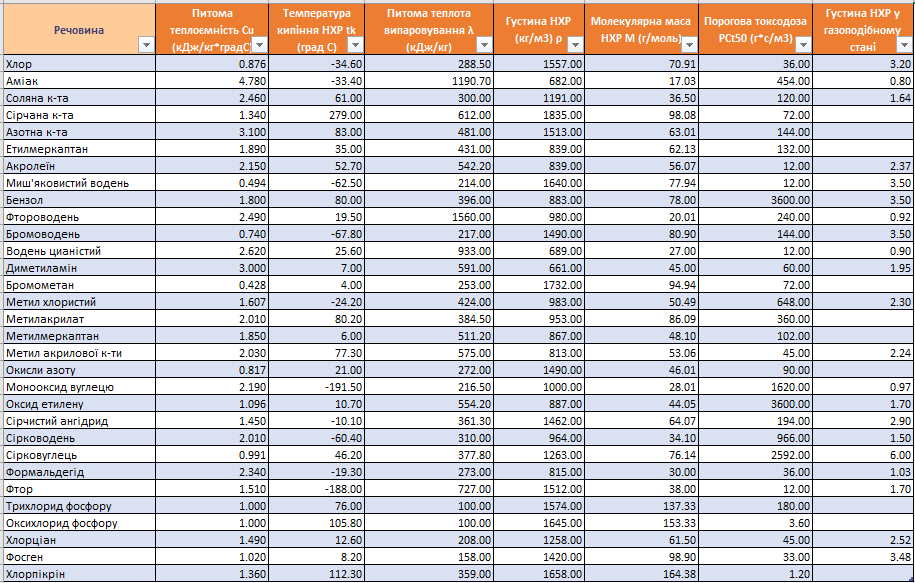 Речовина Питома теплоємність Cu (кДж/кг*градС) Температура кипіння НХР tk (град С) Питома теплота випаровування λ (кДж/кг) Густина НХР (кг/м3) ρ Молекулярна маса НХР М (г/моль) Порогова токсодоза PCt50 (г*с/м3) Густина НХР у газоподібному стані
Хлор 0.876 -34.60 288.50 1557.00 70.91 36.00 3.20
Аміак 4.780 -33.40 1190.70 682.00 17.03 454.00 0.80
Соляна к-та 2.460 61.00 300.00 1191.00 36.50 120.00 1.64
Сірчана к-та 1.340 279.00 612.00 1835.00 98.08 72.00
Азотна к-та 3.100 83.00 481.00 1513.00 63.01 144.00
Етилмеркаптан 1.890 35.00 431.00 839.00 62.13 132.00
Акролеїн 2.150 52.70 542.20 839.00 56.07 12.00 2.37
Миш'яковистий водень 0.494 -62.50 214.00 1640.00 77.94 12.00 3.50
Бензол 1.800 80.00 396.00 883.00 78.00 3600.00 3.50
Фтороводень 2.490 19.50 1560.00 980.00 20.01 240.00 0.92
Бромоводень 0.740 -67.80 217.00 1490.00 80.90 144.00 3.50
Водень цианістий 2.620 25.60 933.00 689.00 27.00 12.00 0.90
Диметиламін 3.000 7.00 591.00 661.00 45.00 60.00 1.95
Бромометан 0.428 4.00 253.00 1732.00 94.94 72.00
Метил хлористий 1.607 -24.20 424.00 983.00 50.49 648.00 2.30
Метилакрилат 2.010 80.20 384.50 953.00 86.09 360.00
Метилмеркаптан 1.850 6.00 511.20 867.00 48.10 102.00
Метил акрилової к-ти 2.030 77.30 575.00 813.00 53.06 45.00 2.24
Окисли азоту 0.817 21.00 272.00 1490.00 46.01 90.00
Монооксид вуглецю 2.190 -191.50 216.50 1000.00 28.01 1620.00 0.97
Оксид етилену 1.096 10.70 554.20 887.00 44.05 3600.00 1.70
Сірчистий ангідрид 1.450 -10.10 361.30 1462.00 64.07 194.00 2.90
Сірководень 2.010 -60.40 310.00 964.00 34.10 966.00 1.50
Сірковуглець 0.991 46.20 377.80 1263.00 76.14 2592.00 6.00
Формальдегід 2.340 -19.30 273.00 815.00 30.00 36.00 1.03
Фтор 1.510 -188.00 727.00 1512.00 38.00 12.00 1.70
Трихлорид фосфору 1.000 76.00 100.00 1574.00 137.33 180.00
Оксихлорид фосфору 1.000 105.80 100.00 1645.00 153.33 3.60
Хлорціан 1.490 12.60 208.00 1258.00 61.50 45.00 2.52
Фосген 1.020 8.20 158.00 1420.00 98.90 33.00 3.48
Хлорпікрін 1.360 112.30 359.00 1658.00 164.38 1.20